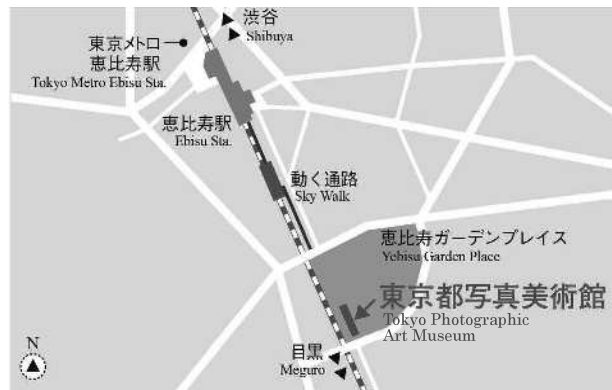 渋谷
Shibuya
東京メトロ
恵比寿駅
Tokyo Metro Ebisu Sta.
恵比寿駅
Ebisu Sta.
動く通路
Sky Walk
恵比寿ガーデンプレイス
Yebisu Garden Place
東京都写真美術館
Tokyo Photographic
Art Museum
目黒
Meguro
N